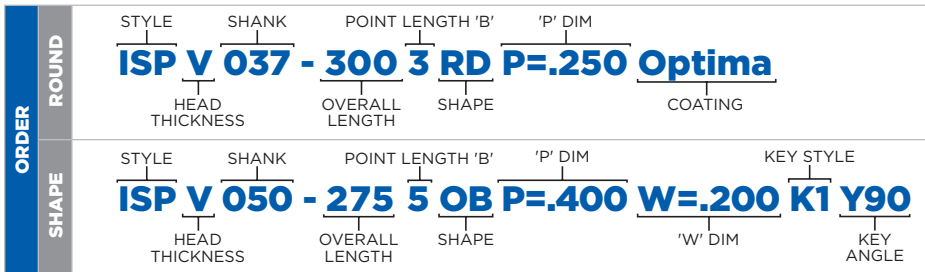 ORDER
ROUND
STYLE SHANK POINT LENGTH 'B' 'P' DIM
ISP V 037 - 300 3 RD P=.250 Optima
HEAD THICKNESS OVERALL LENGTH SHAPE COATING
SHAPE
STYLE SHANK POINT LENGTH 'B' 'P' DIM KEY STYLE
ISP V 050 - 275 5 OB P=.400 W=.200 K1 Y90
HEAD THICKNESS OVERALL LENGTH SHAPE 'W' DIM KEY ANGLE